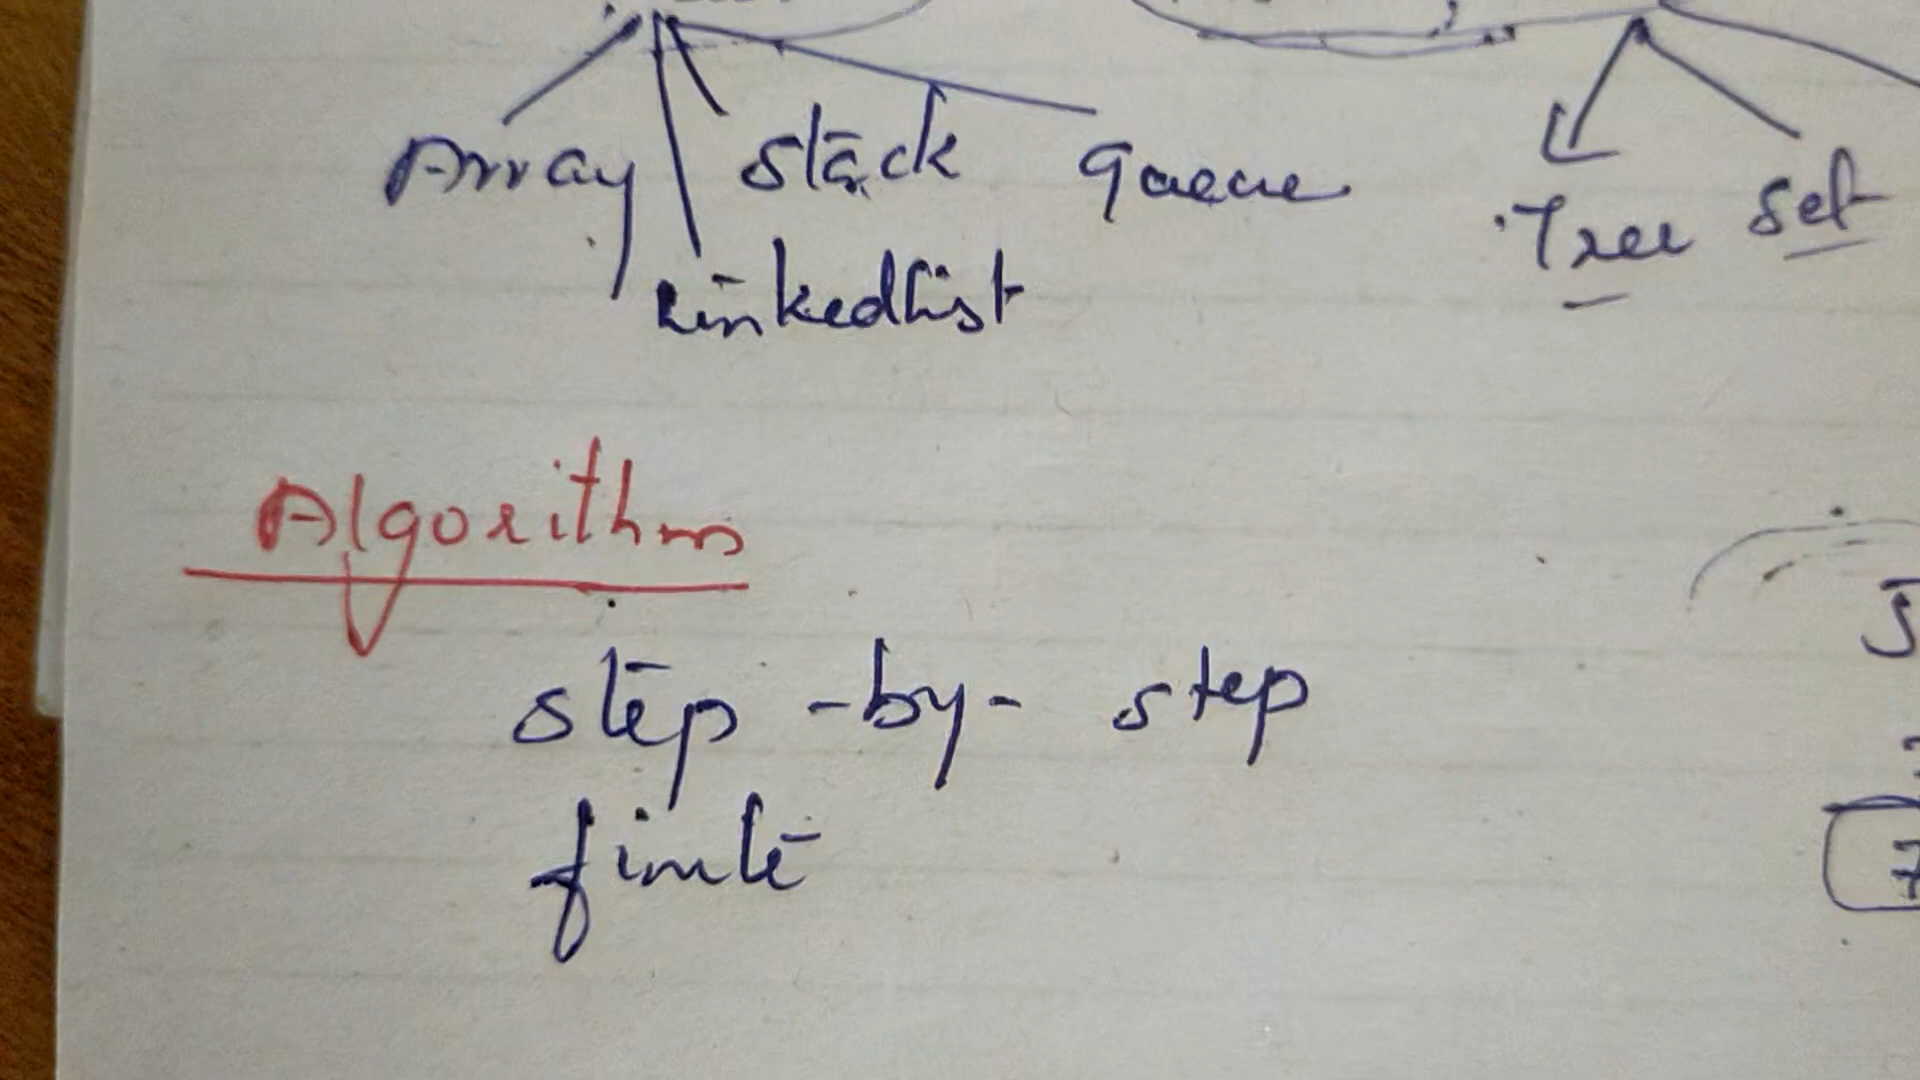 Array Stack Queue
LinkedList
Tree Set
Algorithm
step-by-step
finite